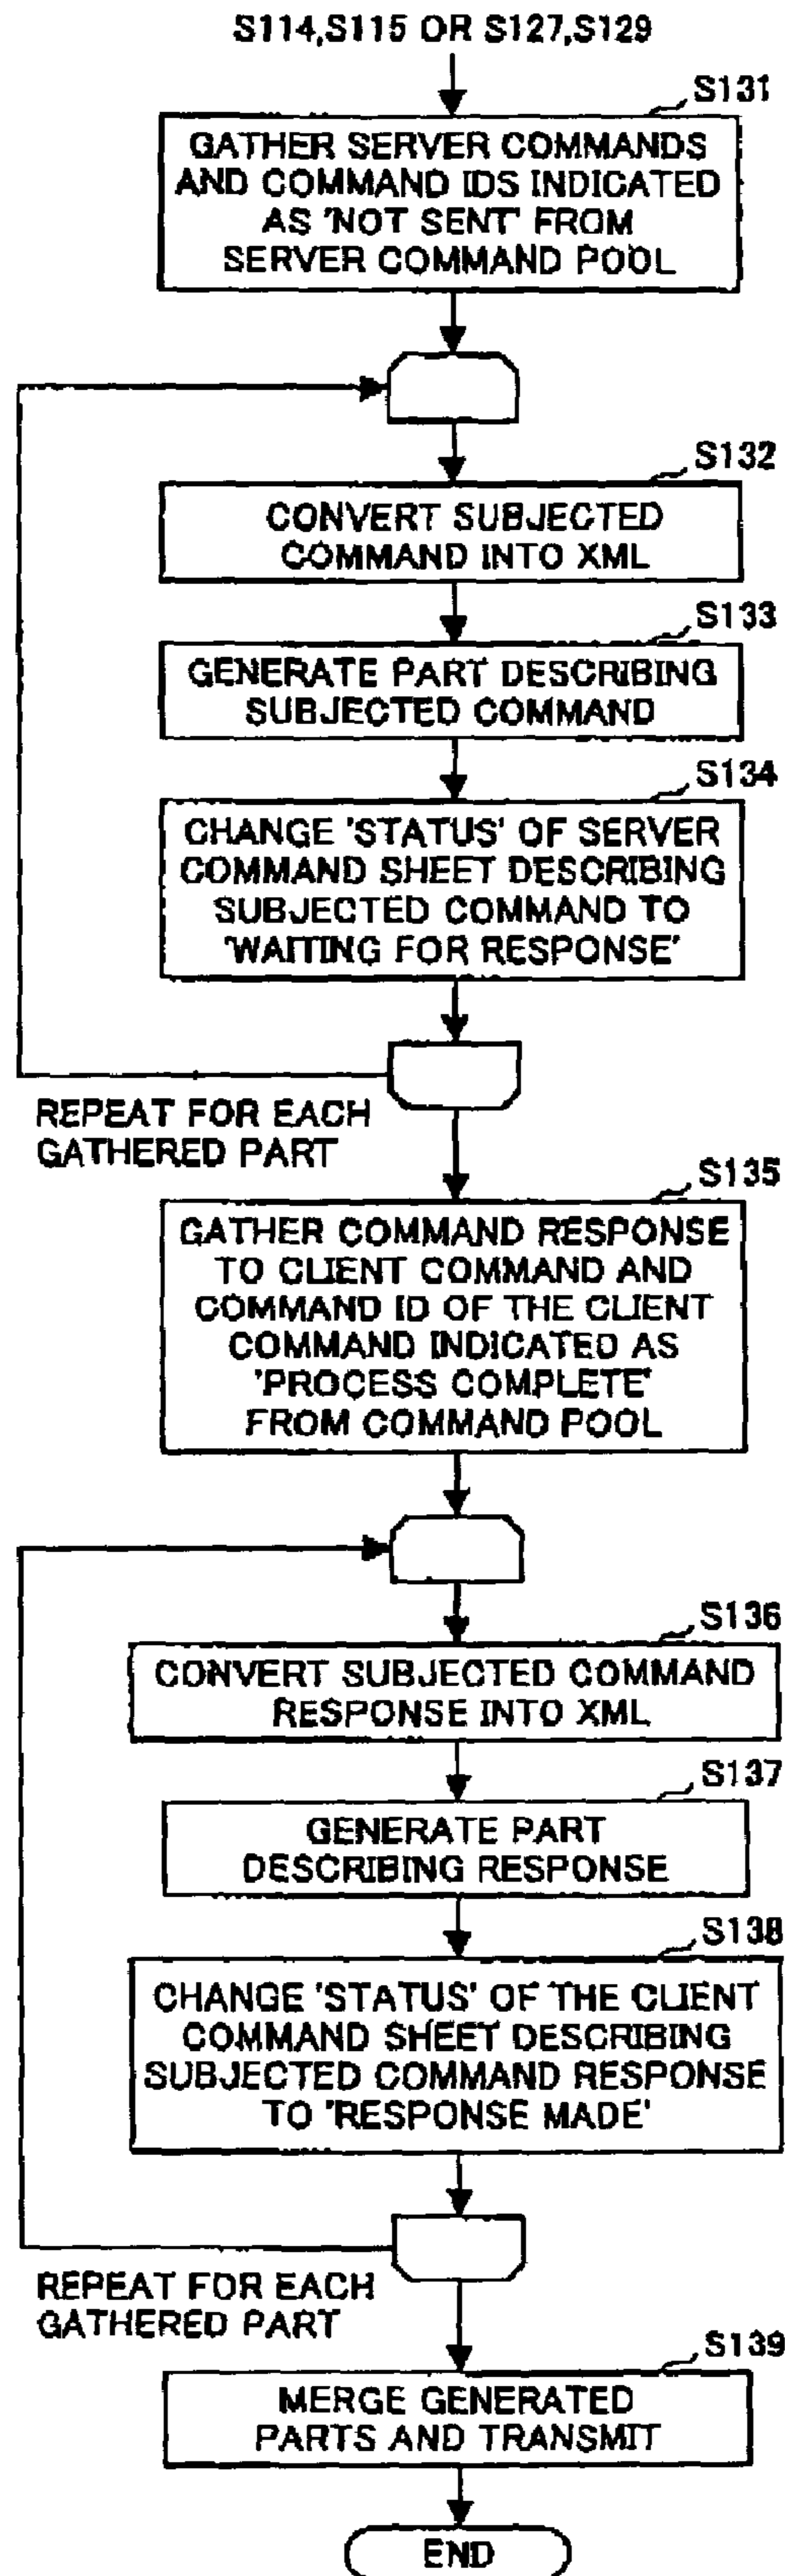 S114,S115 OR S127,S129
S131
GATHER SERVER COMMANDS
AND COMMAND IDS INDICATED
AS 'NOT SENT' FROM
SERVER COMMAND POOL
S132
CONVERT SUBJECTED
COMMAND INTO XML
S133
GENERATE PART DESCRIBING
SUBJECTED COMMAND
S134
CHANGE 'STATUS' OF SERVER
COMMAND SHEET DESCRIBING
SUBJECTED COMMAND TO
'WAITING FOR RESPONSE'
REPEAT FOR EACH
GATHERED PART
S135
GATHER COMMAND RESPONSE
TO CLIENT COMMAND AND
COMMAND ID OF THE CLIENT
COMMAND INDICATED AS
'PROCESS COMPLETE'
FROM COMMAND POOL
S136
CONVERT SUBJECTED COMMAND
RESPONSE INTO XML
S137
GENERATE PART
DESCRIBING RESPONSE
S138
CHANGE 'STATUS' OF THE CLIENT
COMMAND SHEET DESCRIBING
SUBJECTED COMMAND RESPONSE
TO 'RESPONSE MADE'
REPEAT FOR EACH
GATHERED PART
S139
MERGE GENERATED
PARTS AND TRANSMIT
END